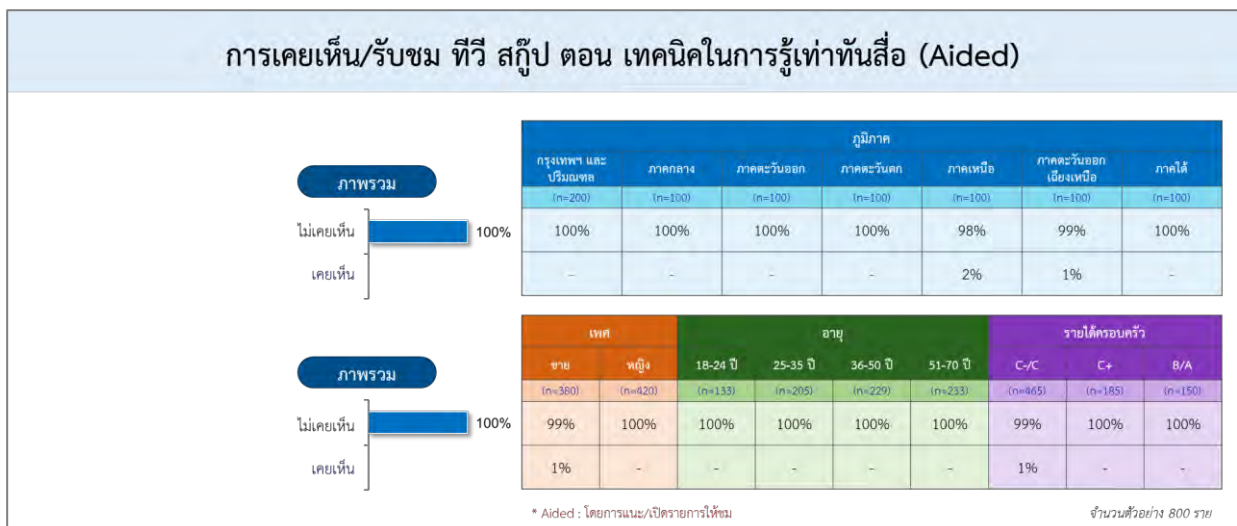 การเคยเห็น/รับชม ทีวี สกู๊ป ตอน เทคนิคในการรู้เท่าทันสื่อ (Aided)
ภูมิภาค
กรุงเทพฯ และปริมณฑล ภาคกลาง ภาคตะวันออก ภาคตะวันตก ภาคเหนือ ภาคตะวันออกเฉียงเหนือ ภาคใต้
ภาพรวม
(n=200) (n=100) (n=100) (n=100) (n=100) (n=100) (n=100)
ไม่เคยเห็น 100% 100% 100% 100% 100% 98% 99% 100%
เคยเห็น - - - - 2% 1% -
เพศ อายุ รายได้ครอบครัว
ชาย หญิง 18-24 ปี 25-35 ปี 36-50 ปี 51-70 ปี C-/C C+ B/A
ภาพรวม
(n=380) (n=420) (n=133) (n=205) (n=229) (n=233) (n=465) (n=185) (n=150)
ไม่เคยเห็น 100% 99% 100% 100% 100% 100% 100% 99% 100% 100%
เคยเห็น 1% - - - - - 1% - -
* Aided : โดยการแนะ/เปิดรายการให้ชม
จำนวนตัวอย่าง 800 ราย